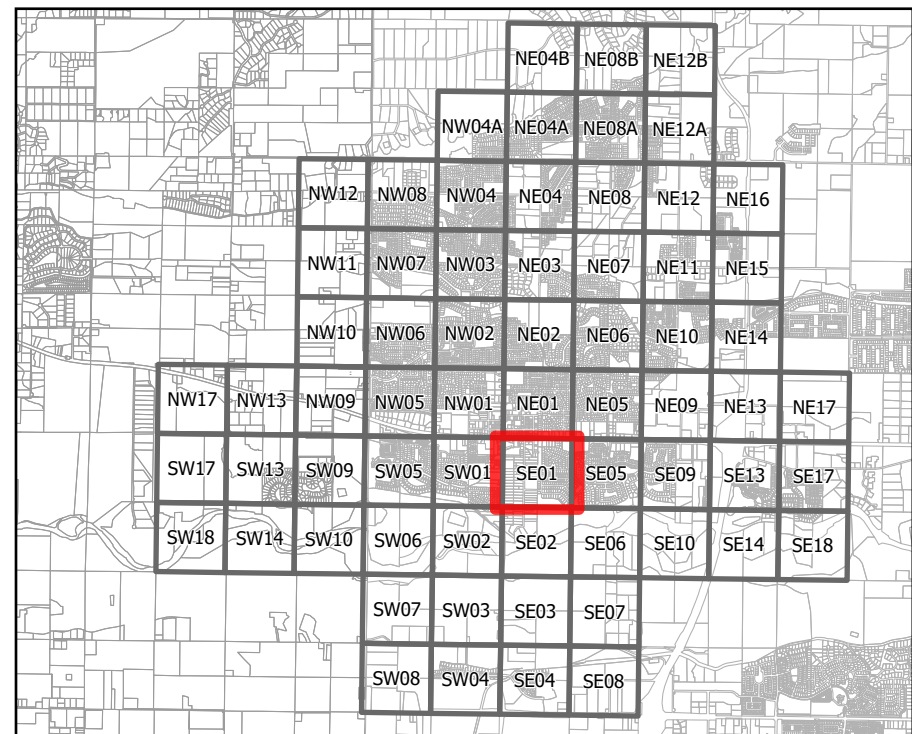 NE04B NE08B NE12B
NW04A NE04A NE08A NE12A
NW12 NW08 NW04 NE04 NE08 NE12 NE16
NW11 NW07 NW03 NE03 NE07 NE11 NE15
NW10 NW06 NW02 NE02 NE06 NE10 NE14
NW17 NW13 NW09 NW05 NW01 NE01 NE05 NE09 NE13 NE17
SW17 SW13 SW09 SW05 SW01 SE01 SE05 SE09 SE13 SE17
SW18 SW14 SW10 SW06 SW02 SE02 SE06 SE10 SE14 SE18
SW07 SW03 SE03 SE07
SW08 SW04 SE04 SE08